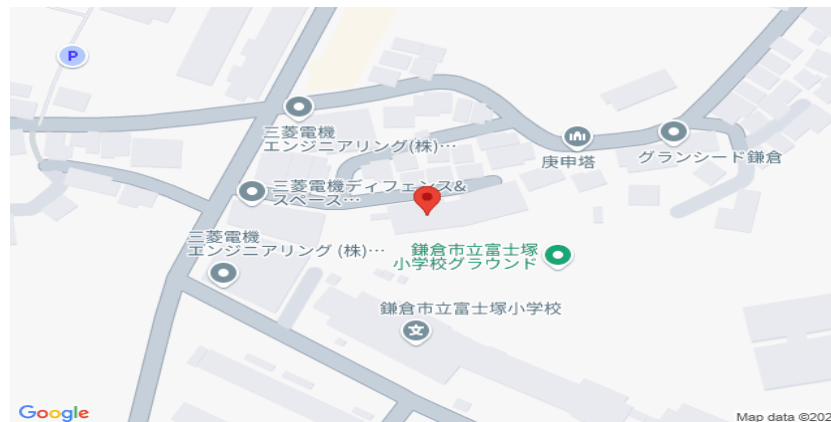 P
三菱電機
エンジニアリング(株)…
庚申塔
グランシード鎌倉
三菱電機ディフェンス&
スペース…
三菱電機
エンジニアリング (株)…
鎌倉市立富士塚
小学校グラウンド
鎌倉市立富士塚小学校
文
Google
Map data ©202